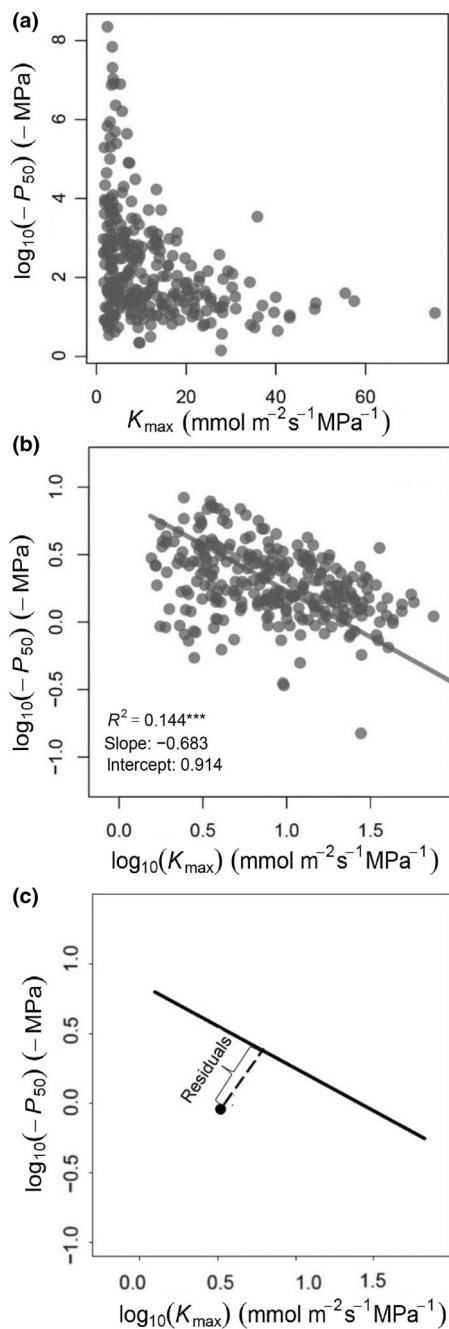 (a)
log₁₀(−P₅₀) (−MPa)
8
6
4
2
0
0 20 40 60
Kmax (mmol m⁻²s⁻¹MPa⁻¹)
(b)
log₁₀(−P₅₀) (−MPa)
1.0
0.5
0.0
−0.5
−1.0
R² = 0.144***
Slope: −0.683
Intercept: 0.914
0.0 0.5 1.0 1.5
log₁₀(Kmax) (mmol m⁻²s⁻¹MPa⁻¹)
(c)
log₁₀(−P₅₀) (−MPa)
1.0
0.5
0.0
−0.5
−1.0
Residuals
0.0 0.5 1.0 1.5
log₁₀(Kmax) (mmol m⁻²s⁻¹MPa⁻¹)